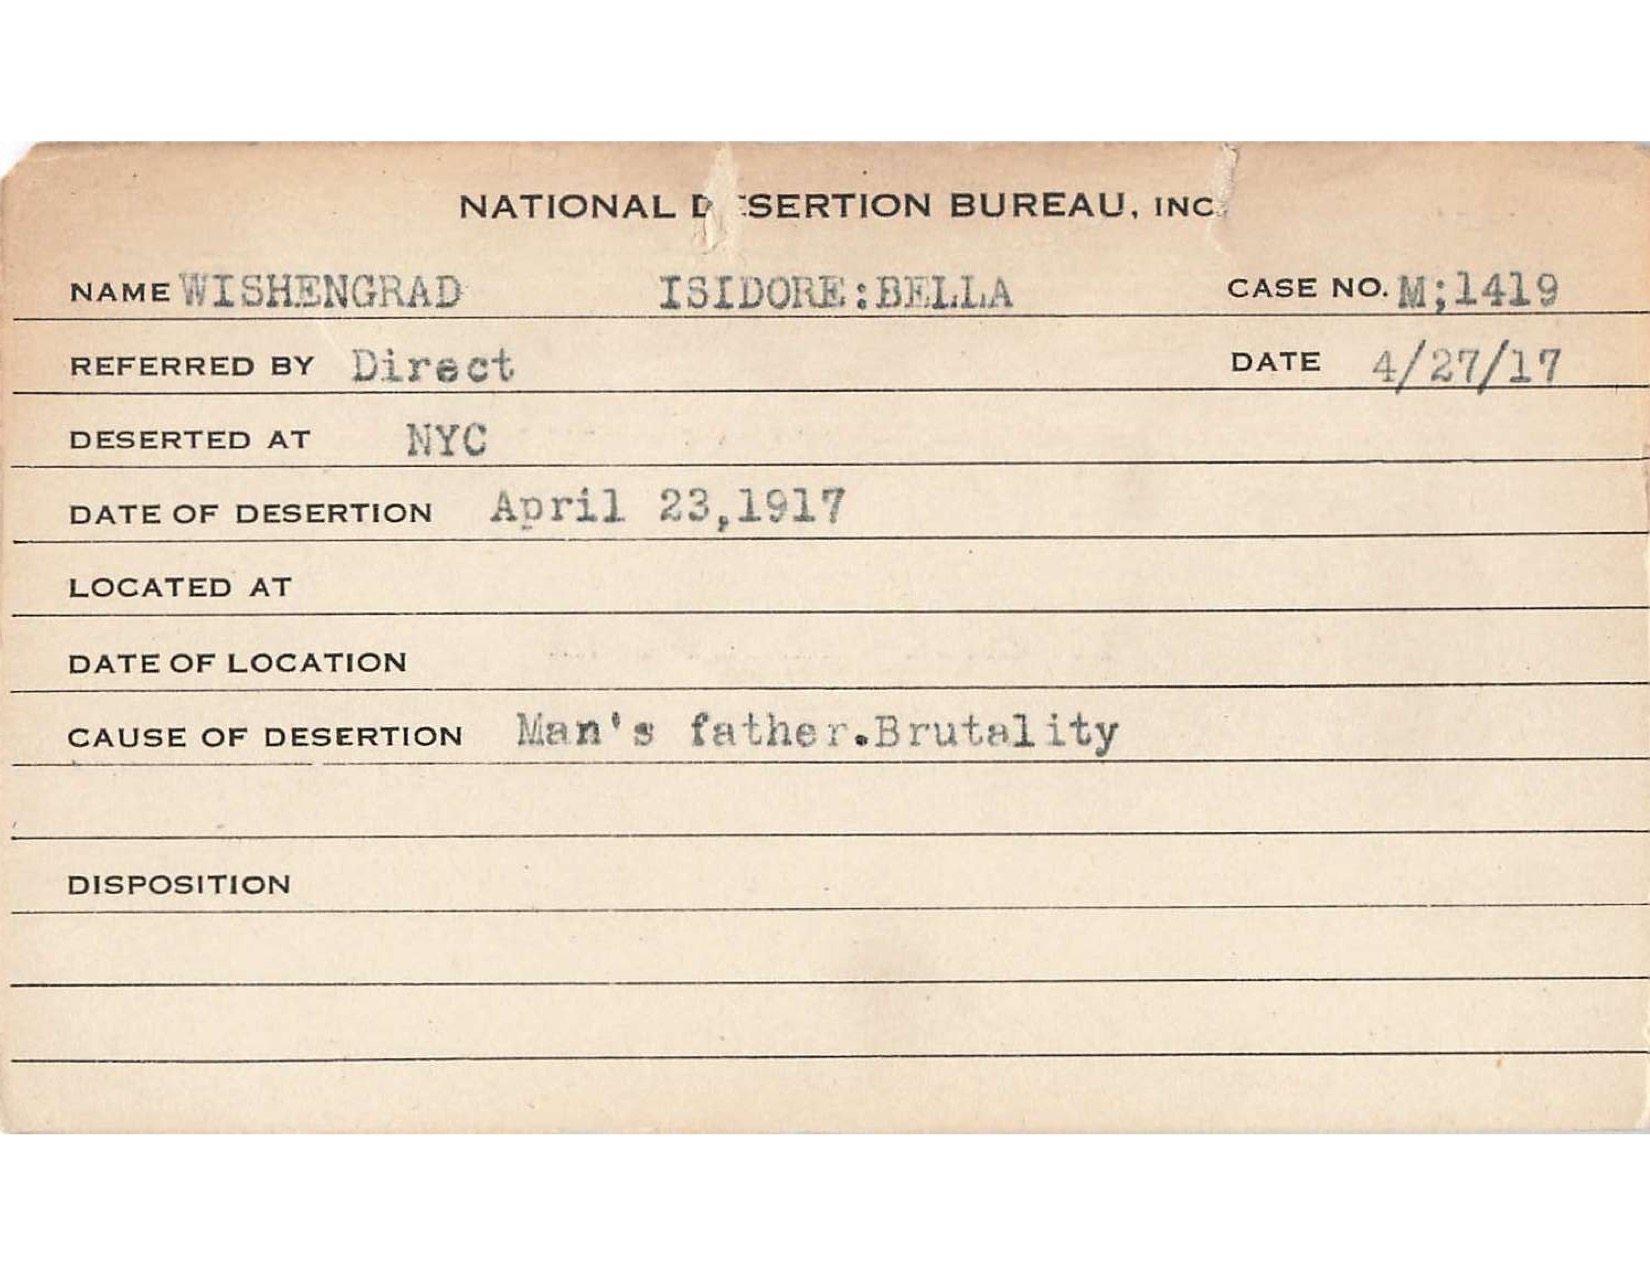 NATIONAL DESERTION BUREAU, INC.
NAME WISHENGRAD ISIDORE:BELLA CASE NO. M;1419
REFERRED BY Direct DATE 4/27/17
DESERTED AT NYC
DATE OF DESERTION April 23,1917
LOCATED AT
DATE OF LOCATION
CAUSE OF DESERTION Man's father.Brutality
DISPOSITION